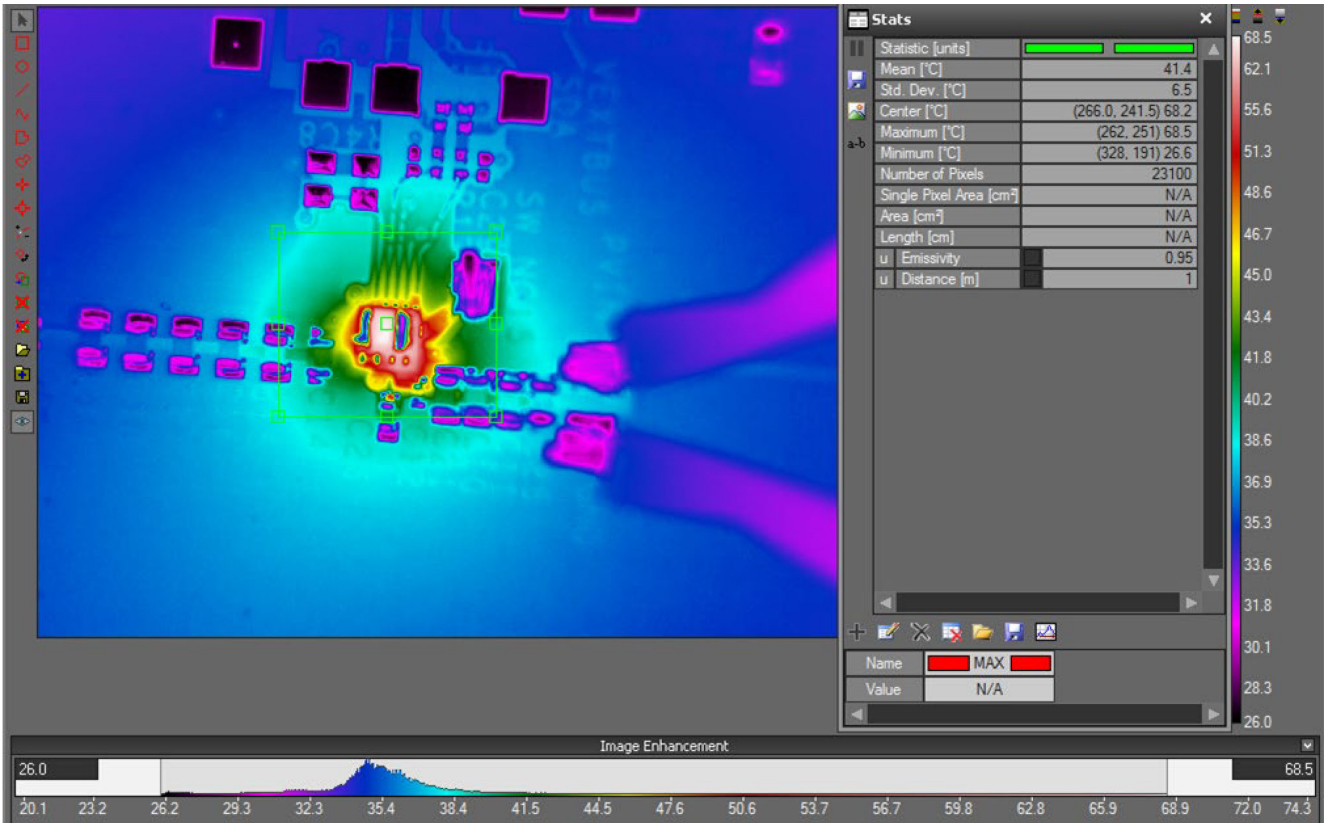 Stats
68.5
Statistic [units]
Mean [°C] 41.4
62.1
Std. Dev. [°C] 6.5
Center [°C] (266.0, 241.5) 68.2
55.6
Maximum [°C] (262, 251) 68.5
a-b
Minimum [°C] (328, 191) 26.6
51.3
Number of Pixels 23100
Single Pixel Area [cm²] N/A
48.6
Area [cm²] N/A
Length [cm] N/A
46.7
u Emissivity 0.95
u Distance [m] 1
45.0
43.4
41.8
40.2
38.6
36.9
35.3
33.6
31.8
30.1
28.3
26.0
R4C8
SDA
VEXTBUS
SW
Name MAX
Value N/A
Image Enhancement
26.0 68.5
20.1 23.2 26.2 29.3 32.3 35.4 38.4 41.5 44.5 47.6 50.6 53.7 56.7 59.8 62.8 65.9 68.9 72.0 74.3